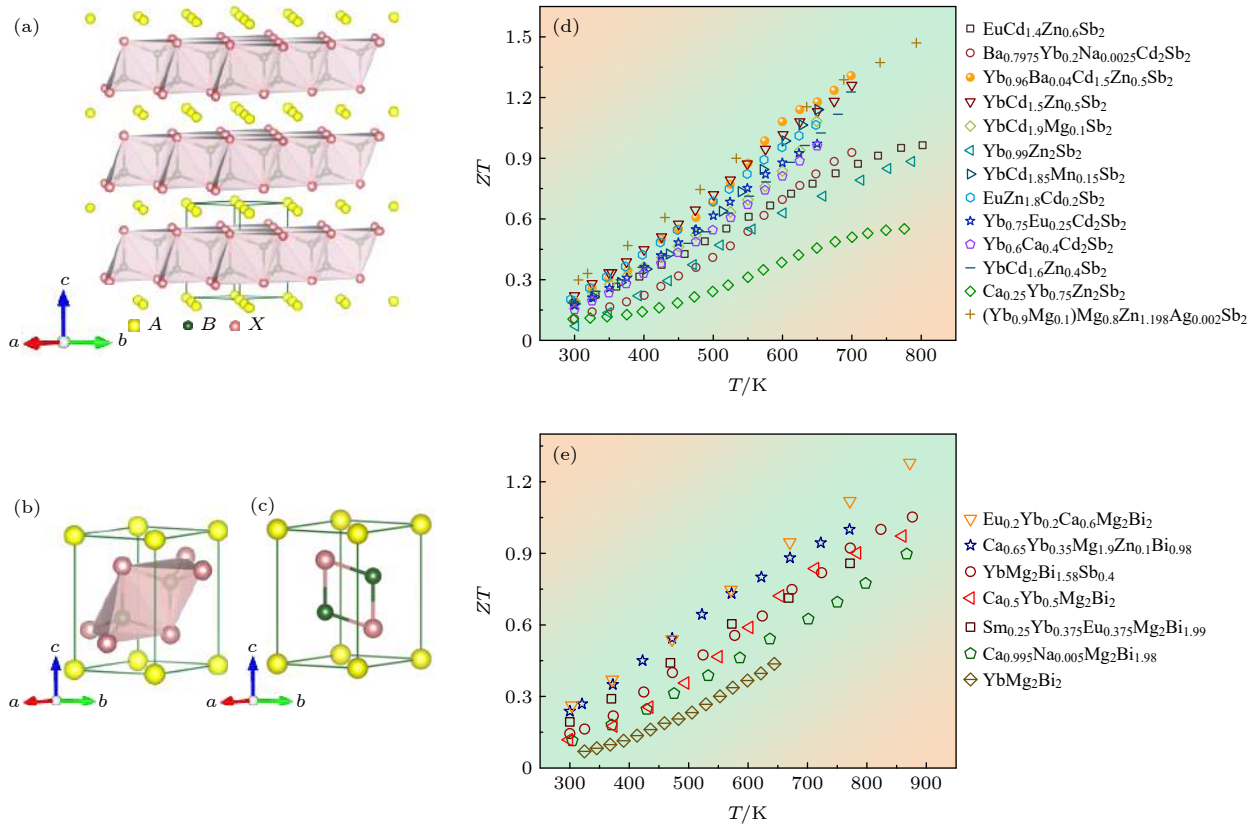 (a)
c
a
b
A B X
(b)
c
a
b
(c)
c
a
b
(d)
ZT
1.5
1.2
0.9
0.6
0.3
0
300 400 500 600 700 800
T/K
EuCd1.4Zn0.6Sb2
Ba0.7975Yb0.2Na0.0025Cd2Sb2
Yb0.96Ba0.04Cd1.5Zn0.5Sb2
YbCd1.5Zn0.5Sb2
YbCd1.9Mg0.1Sb2
Yb0.99Zn2Sb2
YbCd1.85Mn0.15Sb2
EuZn1.8Cd0.2Sb2
Yb0.75Eu0.25Cd2Sb2
Yb0.6Ca0.4Cd2Sb2
YbCd1.6Zn0.4Sb2
Ca0.25Yb0.75Zn2Sb2
(Yb0.9Mg0.1)Mg0.8Zn1.198Ag0.002Sb2
(e)
ZT
1.2
0.9
0.6
0.3
0
300 400 500 600 700 800 900
T/K
Eu0.2Yb0.2Ca0.6Mg2Bi2
Ca0.65Yb0.35Mg1.9Zn0.1Bi0.98
YbMg2Bi1.58Sb0.4
Ca0.5Yb0.5Mg2Bi2
Sm0.25Yb0.375Eu0.375Mg2Bi1.99
Ca0.995Na0.005Mg2Bi1.98
YbMg2Bi2